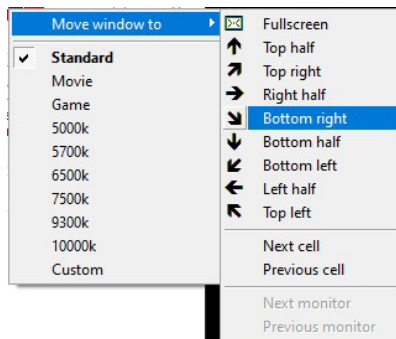 Move window to
Standard
Movie
Game
5000k
5700k
6500k
7500k
9300k
10000k
Custom
Fullscreen
Top half
Top right
Right half
Bottom right
Bottom half
Bottom left
Left half
Top left
Next cell
Previous cell
Next monitor
Previous monitor